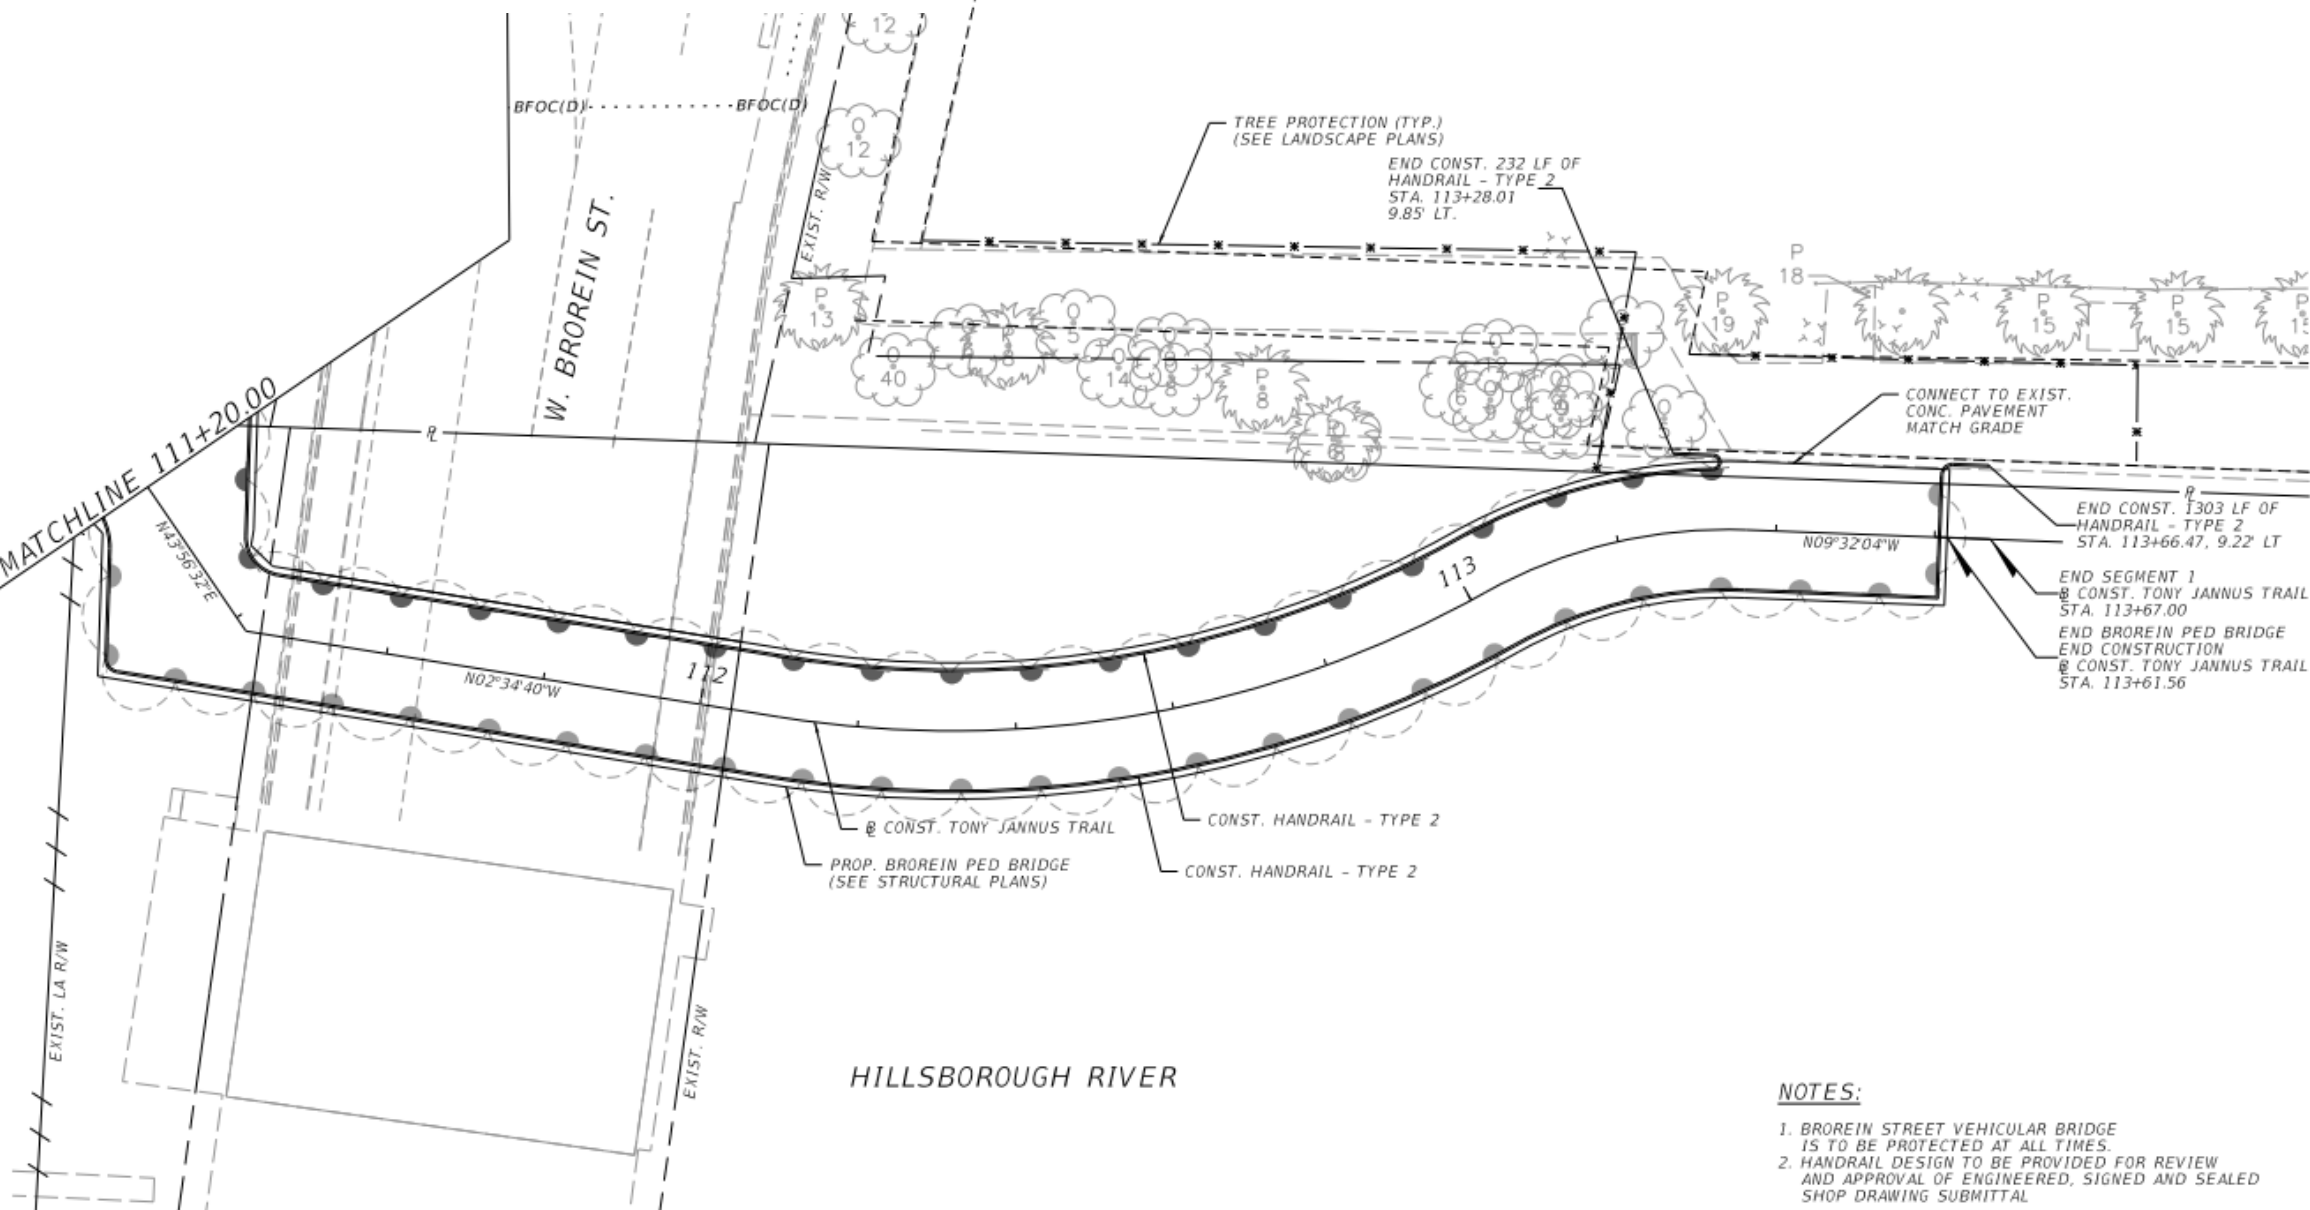 12
BFOC(D)
BFOC(D)
O
12
TREE PROTECTION (TYP.)
(SEE LANDSCAPE PLANS)
END CONST. 232 LF OF
HANDRAIL – TYPE 2
STA. 113+28.01
9.85' LT.
EXIST. R/W
W. BROREIN ST.
P
13
O
40
O
5
O
14
P
8
P
19
P
18
P
15
P
15
P
15
MATCHLINE 111+20.00
℄
CONNECT TO EXIST.
CONC. PAVEMENT
MATCH GRADE
N43°56'32"E
END CONST. 1303 LF OF
HANDRAIL – TYPE 2
STA. 113+66.47, 9.22' LT
N09°32'04"W
113
END SEGMENT 1
CONST. TONY JANNUS TRAIL
STA. 113+67.00
END BROREIN PED BRIDGE
END CONSTRUCTION
CONST. TONY JANNUS TRAIL
STA. 113+61.56
112
N02°34'40"W
CONST. TONY JANNUS TRAIL
CONST. HANDRAIL – TYPE 2
PROP. BROREIN PED BRIDGE
(SEE STRUCTURAL PLANS)
CONST. HANDRAIL – TYPE 2
EXIST. LA R/W
EXIST. R/W
HILLSBOROUGH RIVER
NOTES:
1. BROREIN STREET VEHICULAR BRIDGE
IS TO BE PROTECTED AT ALL TIMES.
2. HANDRAIL DESIGN TO BE PROVIDED FOR REVIEW
AND APPROVAL OF ENGINEERED, SIGNED AND SEALED
SHOP DRAWING SUBMITTAL